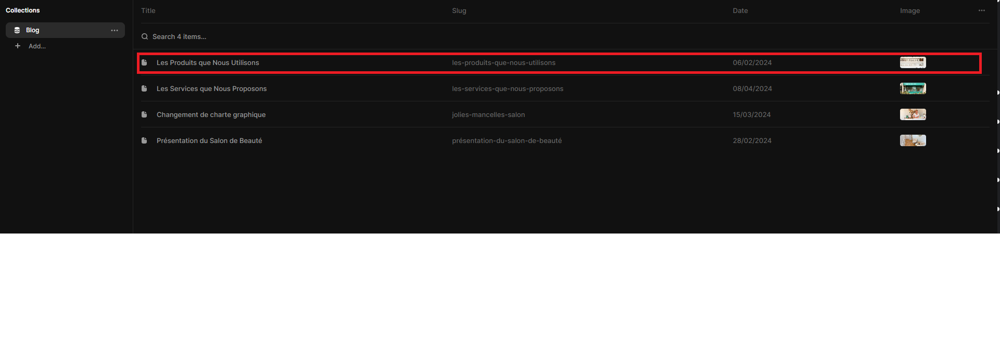 Collections
Blog
Add...
Title Slug Date Image
Search 4 items...
Les Produits que Nous Utilisons les-produits-que-nous-utilisons 06/02/2024
Les Services que Nous Proposons les-services-que-nous-proposons 08/04/2024
Changement de charte graphique jolies-mancelles-salon 15/03/2024
Présentation du Salon de Beauté présentation-du-salon-de-beauté 28/02/2024